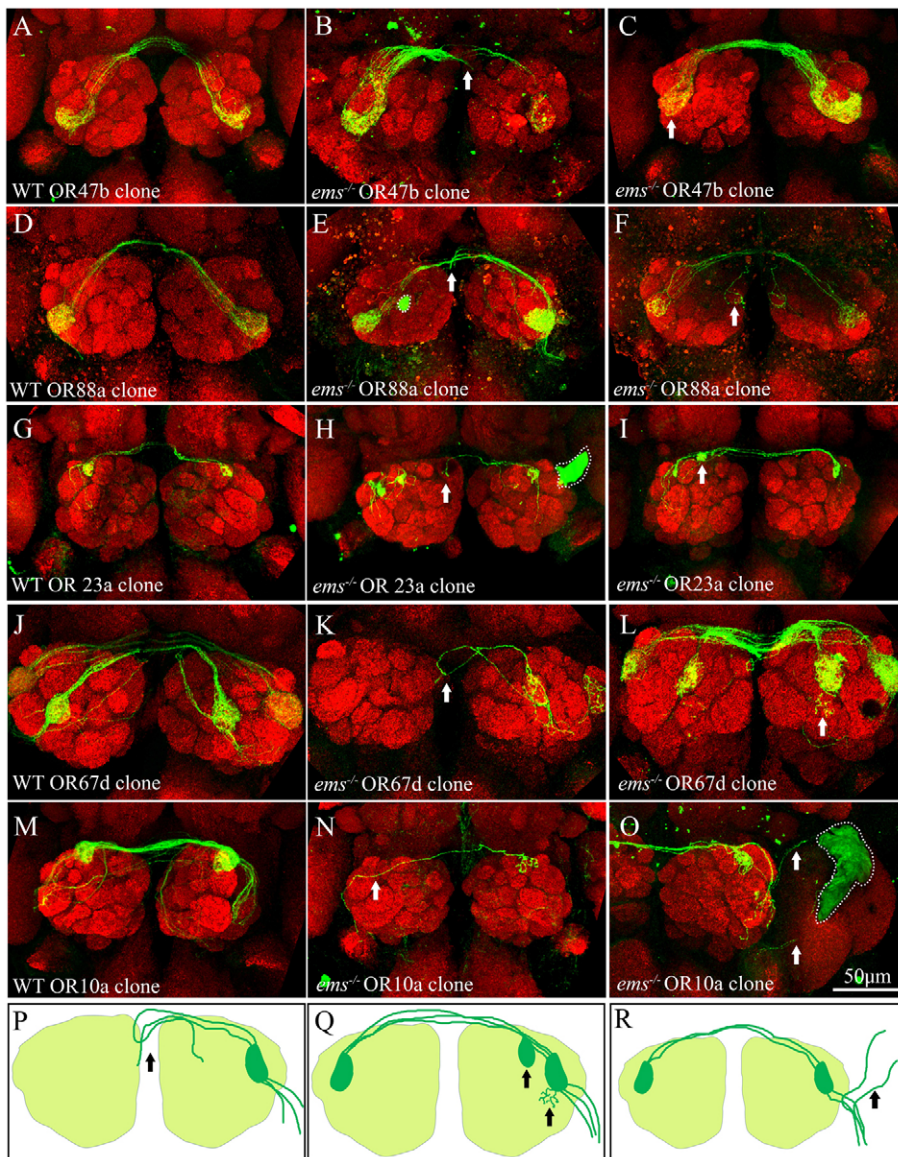 A
WT OR47b clone
B
ems-/- OR47b clone
C
ems-/- OR47b clone
D
WT OR88a clone
E
ems-/- OR88a clone
F
ems-/- OR88a clone
G
WT OR 23a clone
H
ems-/- OR 23a clone
I
ems-/- OR23a clone
J
WT OR67d clone
K
ems-/- OR67d clone
L
ems-/- OR67d clone
M
WT OR10a clone
N
ems-/- OR10a clone
O
ems-/- OR10a clone
50µm
P
Q
R